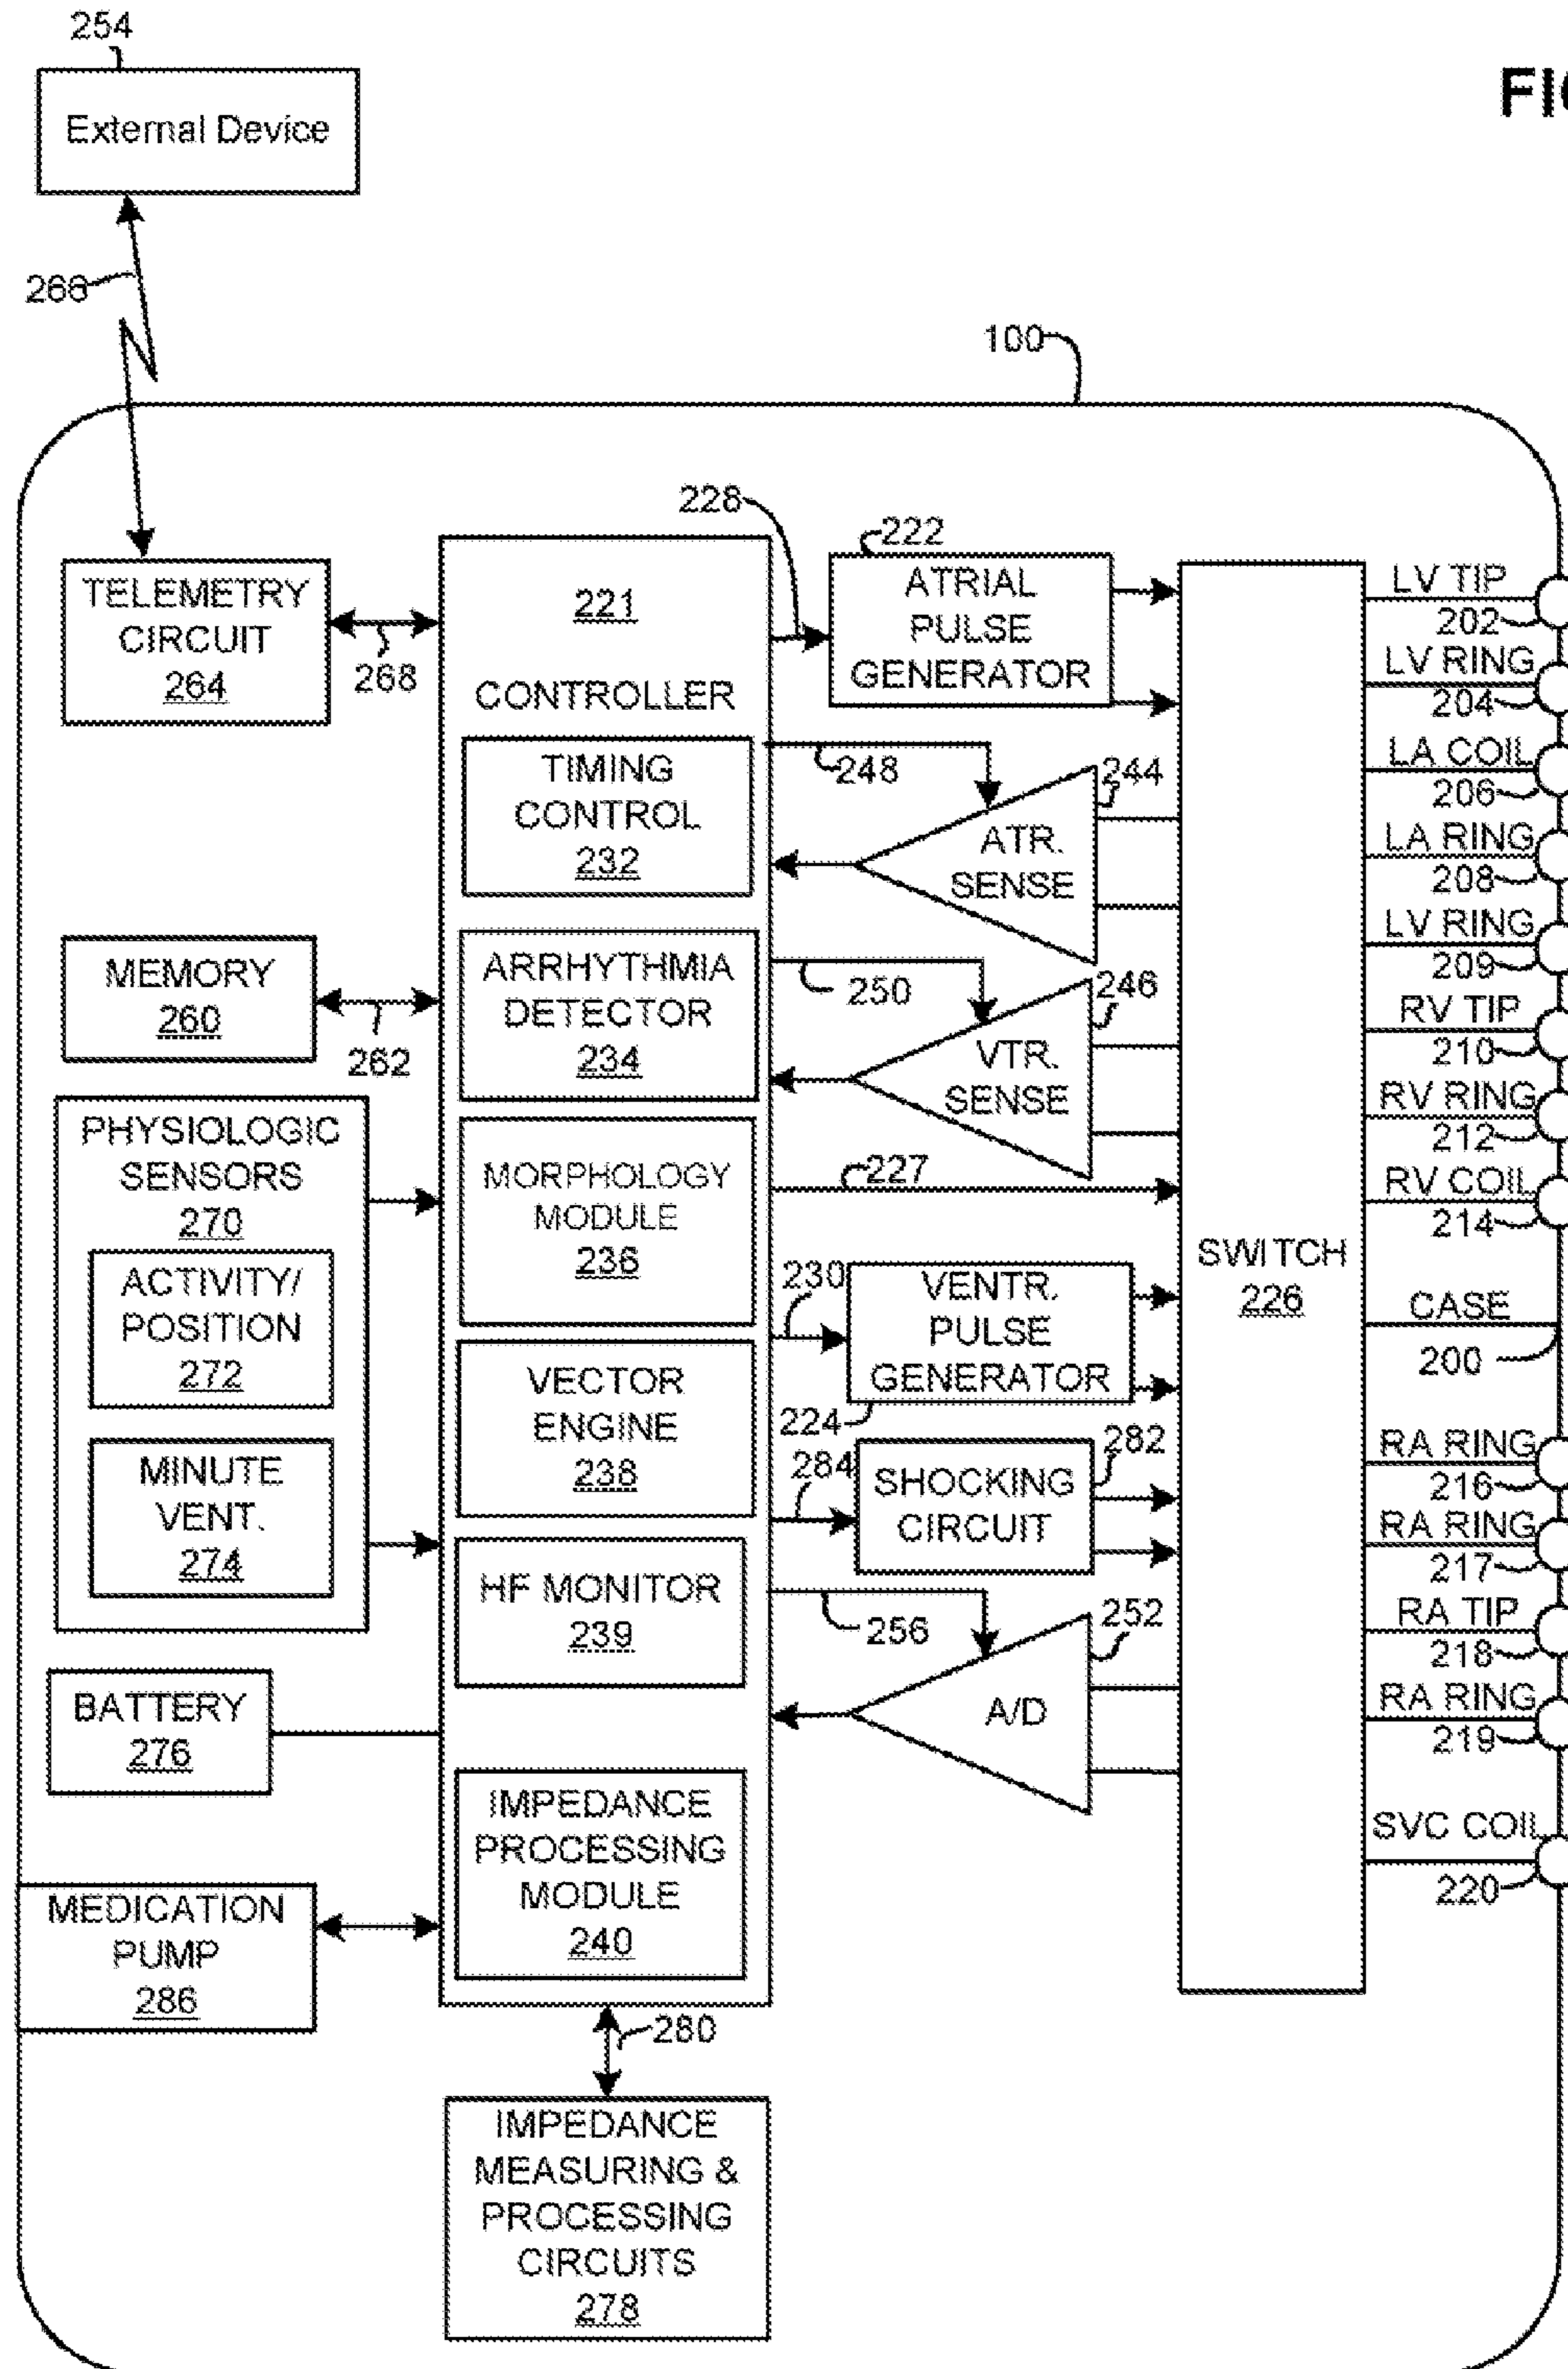 254
FIG
External Device
266
100
228
222
TELEMETRY
CIRCUIT
264
268
221
CONTROLLER
ATRIAL
PULSE
GENERATOR
LV TIP
202
LV RING
204
TIMING
CONTROL
232
248
244
ATR.
SENSE
LA COIL
206
LA RING
208
LV RING
209
MEMORY
260
262
ARRHYTHMIA
DETECTOR
234
250
246
VTR.
SENSE
RV TIP
210
RV RING
212
PHYSIOLOGIC
SENSORS
270
MORPHOLOGY
MODULE
236
227
RV COIL
214
ACTIVITY/
POSITION
272
230
VENTR.
PULSE
GENERATOR
224
SWITCH
226
CASE
200
MINUTE
VENT.
274
VECTOR
ENGINE
238
284
SHOCKING
CIRCUIT
282
RA RING
216
RA RING
217
HF MONITOR
239
256
252
RA TIP
218
BATTERY
276
A/D
RA RING
219
IMPEDANCE
PROCESSING
MODULE
240
SVC COIL
220
MEDICATION
PUMP
286
280
IMPEDANCE
MEASURING &
PROCESSING
CIRCUITS
278